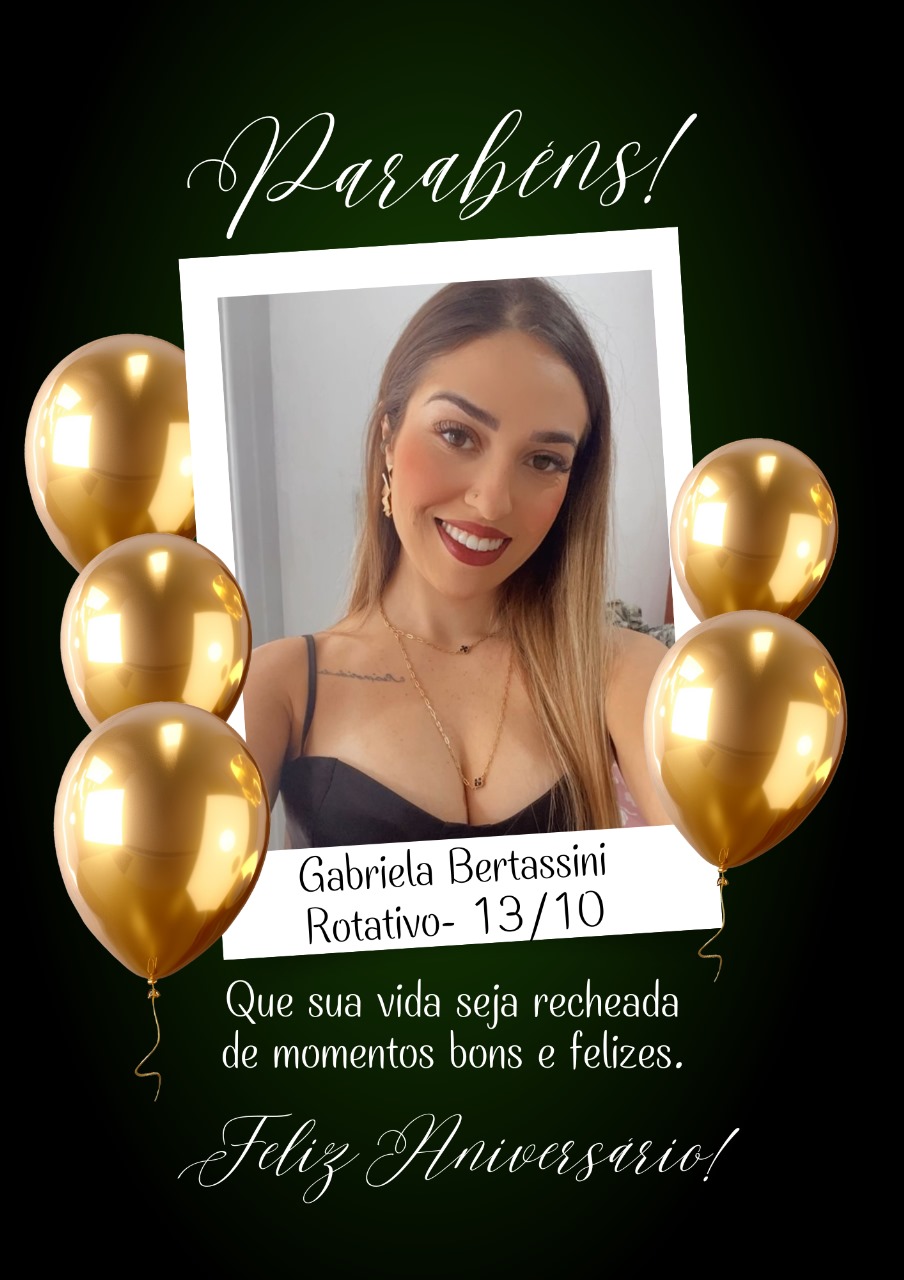 Parabéns!
Gabriela Bertassini
Rotativo- 13/10
Que sua vida seja recheada
de momentos bons e felizes.
Feliz Aniversário!